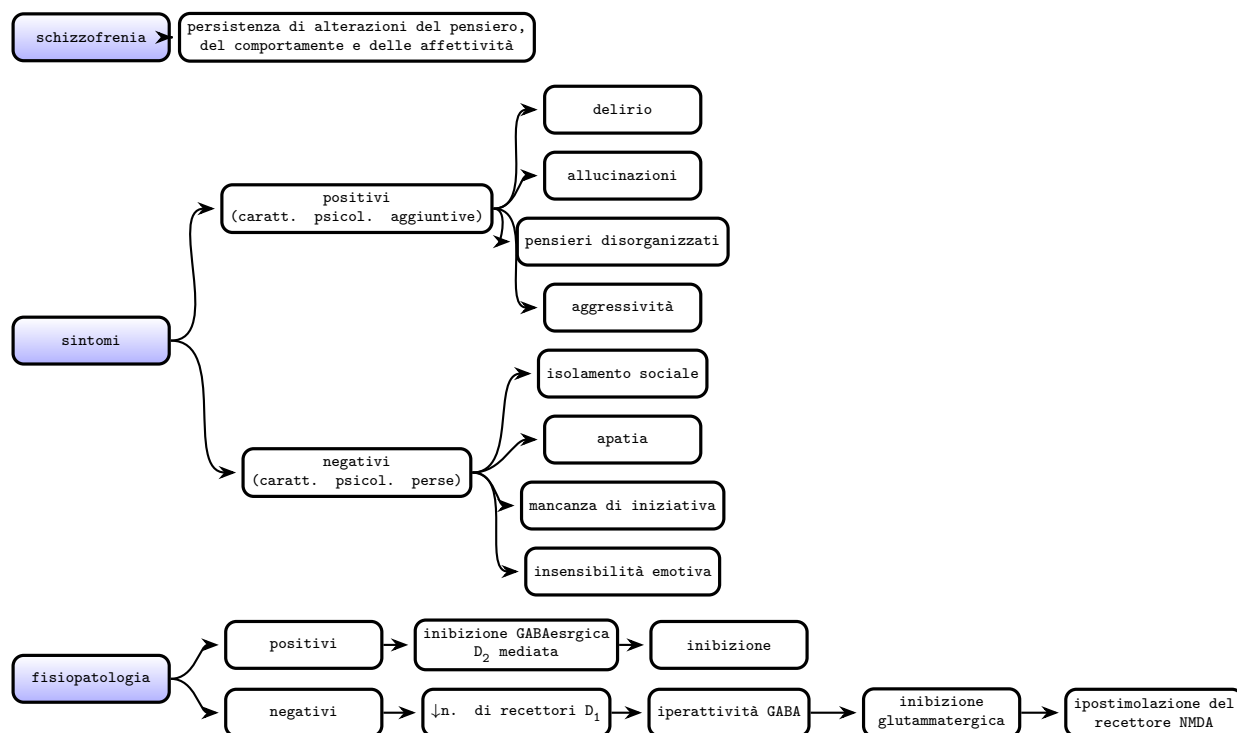 schizzofrenia
persistenza di alterazioni del pensiero,
del comportamente e delle affettività
delirio
allucinazioni
positivi
(caratt. psicol. aggiuntive)
pensieri disorganizzati
aggressività
sintomi
isolamento sociale
apatia
negativi
(caratt. psicol. perse)
mancanza di iniziativa
insensibilità emotiva
fisiopatologia
positivi
inibizione GABAesrgica
D₂ mediata
inibizione
negativi
↓n. di recettori D₁
iperattività GABA
inibizione
glutammatergica
ipostimolazione del
recettore NMDA